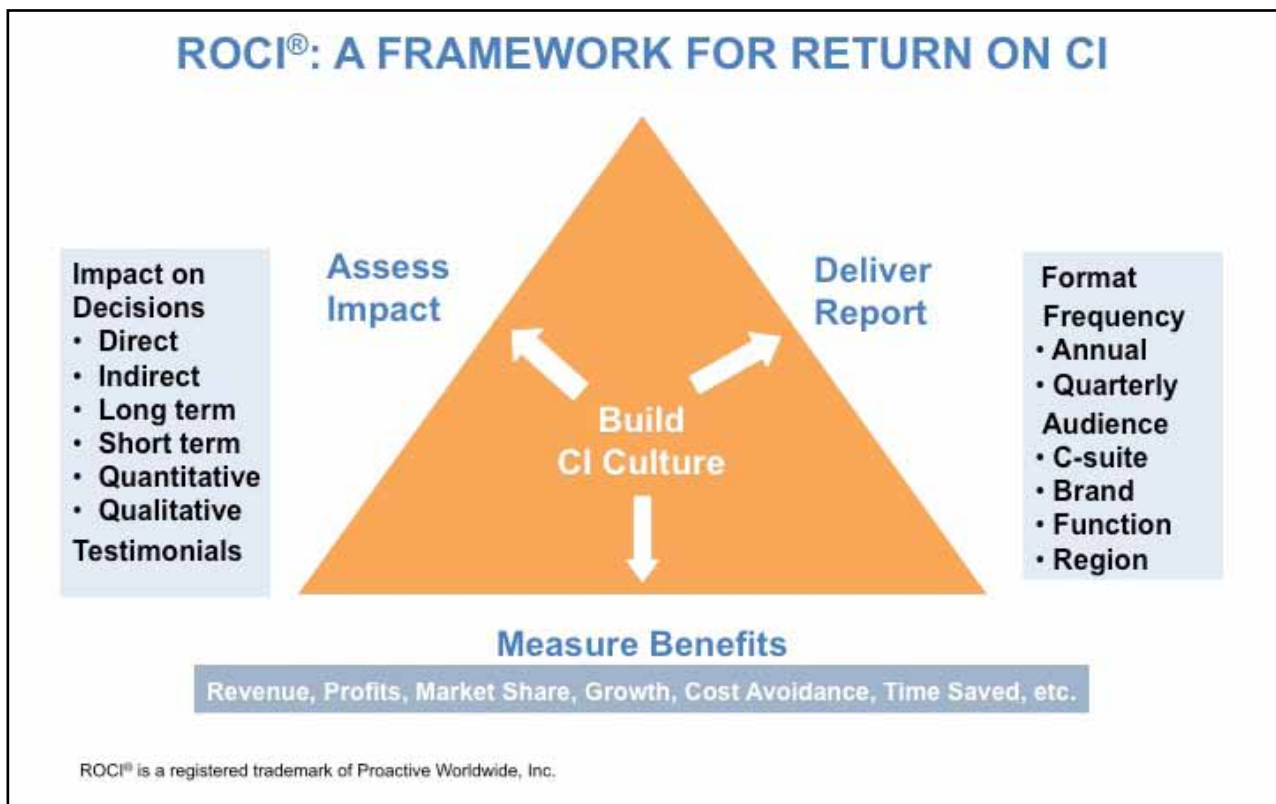 ROCI®: A FRAMEWORK FOR RETURN ON CI
Impact on
Decisions
• Direct
• Indirect
• Long term
• Short term
• Quantitative
• Qualitative
Testimonials
Assess
Impact
Build
CI Culture
Deliver
Report
Format
Frequency
• Annual
• Quarterly
Audience
• C-suite
• Brand
• Function
• Region
Measure Benefits
Revenue, Profits, Market Share, Growth, Cost Avoidance, Time Saved, etc.
ROCI® is a registered trademark of Proactive Worldwide, Inc.